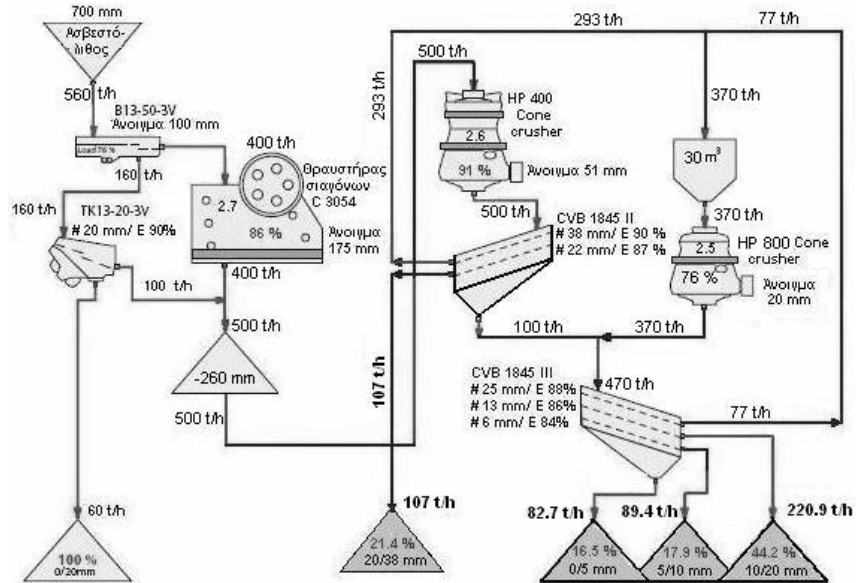 700 mm
Ασβεστό-
λιθος
560 t/h
B13-50-3V
Άνοιγμα 100 mm
Load 76 %
160 t/h
160 t/h
TK13-20-3V
# 20 mm/ E 90%
400 t/h
2.7
86 %
Θραυστήρας
σιαγόνων
C 3054
Άνοιγμα
175 mm
400 t/h
100 t/h
500 t/h
-260 mm
500 t/h
60 t/h
100 %
0/20mm
500 t/h
HP 400
Cone
crusher
2.6
91 %
Άνοιγμα 51 mm
500 t/h
CVB 1845 II
# 38 mm/ E 90 %
# 22 mm/ E 87 %
293 t/h
293 t/h
77 t/h
370 t/h
30 m³
370 t/h
2.5
76 %
HP 800 Cone
crusher
Άνοιγμα
20 mm
100 t/h
370 t/h
CVB 1845 III
# 25 mm/ E 88%
# 13 mm/ E 86%
# 6 mm/ E 84%
470 t/h
77 t/h
107 t/h
107 t/h
21.4 %
20/38 mm
82.7 t/h
16.5 %
0/5 mm
89.4 t/h
17.9 %
5/10 mm
220.9 t/h
44.2 %
10/20 mm